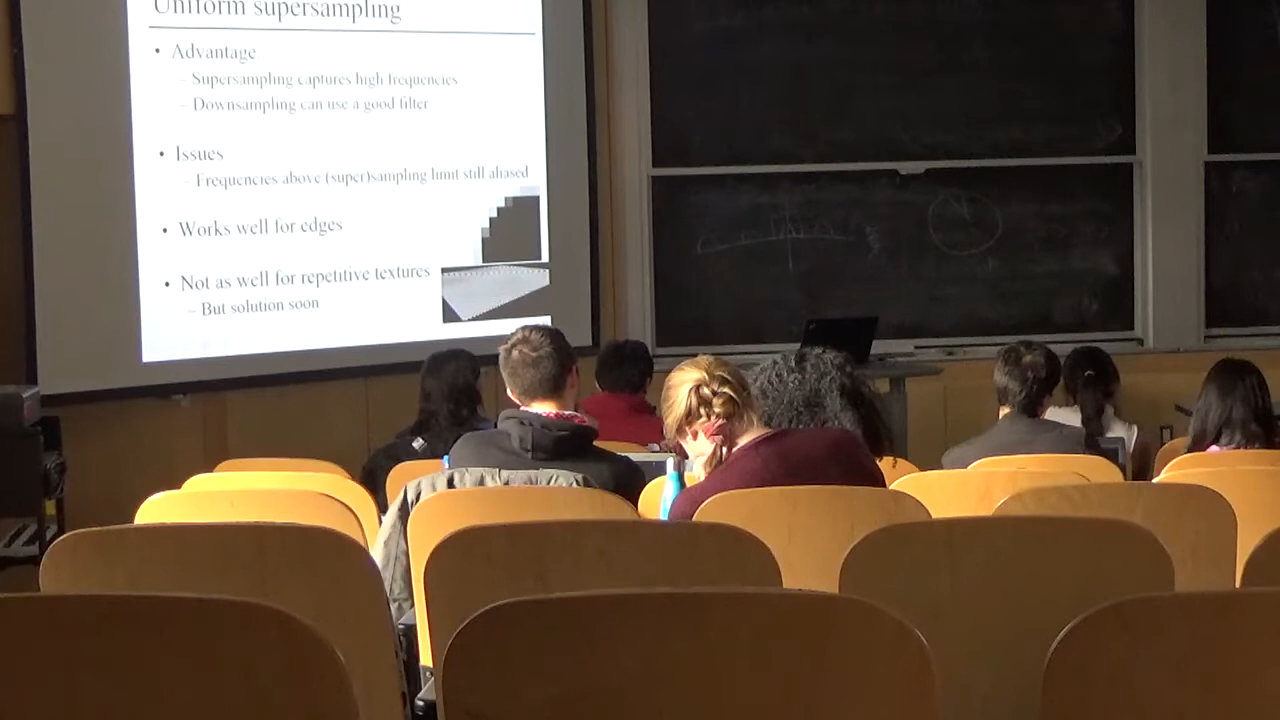 Uniform supersampling
• Advantage
– Supersampling captures high frequencies
– Downsampling can use a good filter
• Issues
– Frequencies above (super)sampling limit still aliased
• Works well for edges
• Not as well for repetitive textures
– But solution soon